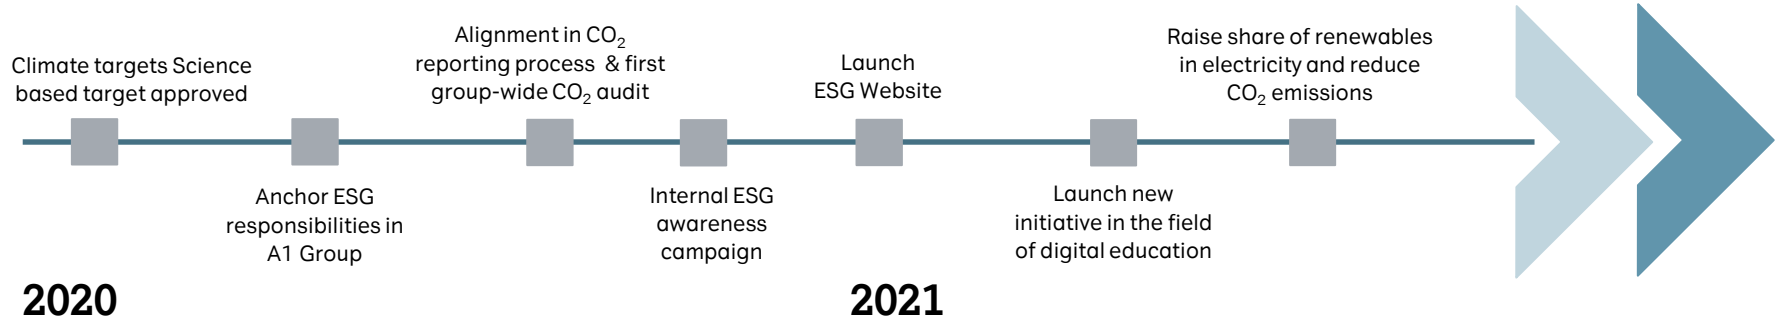 Climate targets Science
based target approved
Anchor ESG
responsibilities in
A1 Group
Alignment in CO₂
reporting process & first
group-wide CO₂ audit
Internal ESG
awareness
campaign
Launch
ESG Website
Launch new
initiative in the field
of digital education
Raise share of renewables
in electricity and reduce
CO₂ emissions
2020
2021